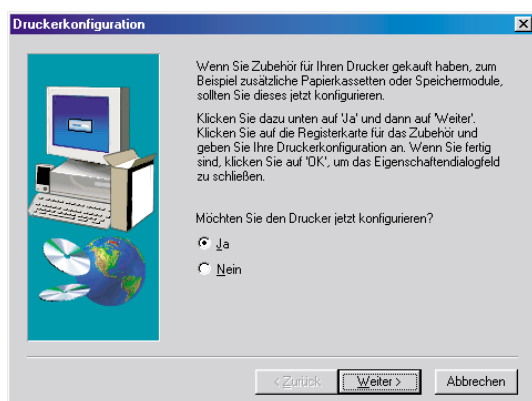 Druckerkonfiguration
Wenn Sie Zubehör für Ihren Drucker gekauft haben, zum
Beispiel zusätzliche Papierkassetten oder Speichermodule,
sollten Sie dieses jetzt konfigurieren.
Klicken Sie dazu unten auf 'Ja' und dann auf 'Weiter'.
Klicken Sie auf die Registerkarte für das Zubehör und
geben Sie Ihre Druckerkonfiguration an. Wenn Sie fertig
sind, klicken Sie auf 'OK', um das Eigenschaftendialogfeld
zu schließen.
Möchten Sie den Drucker jetzt konfigurieren?
Ja
Nein
< Zurück
Weiter >
Abbrechen